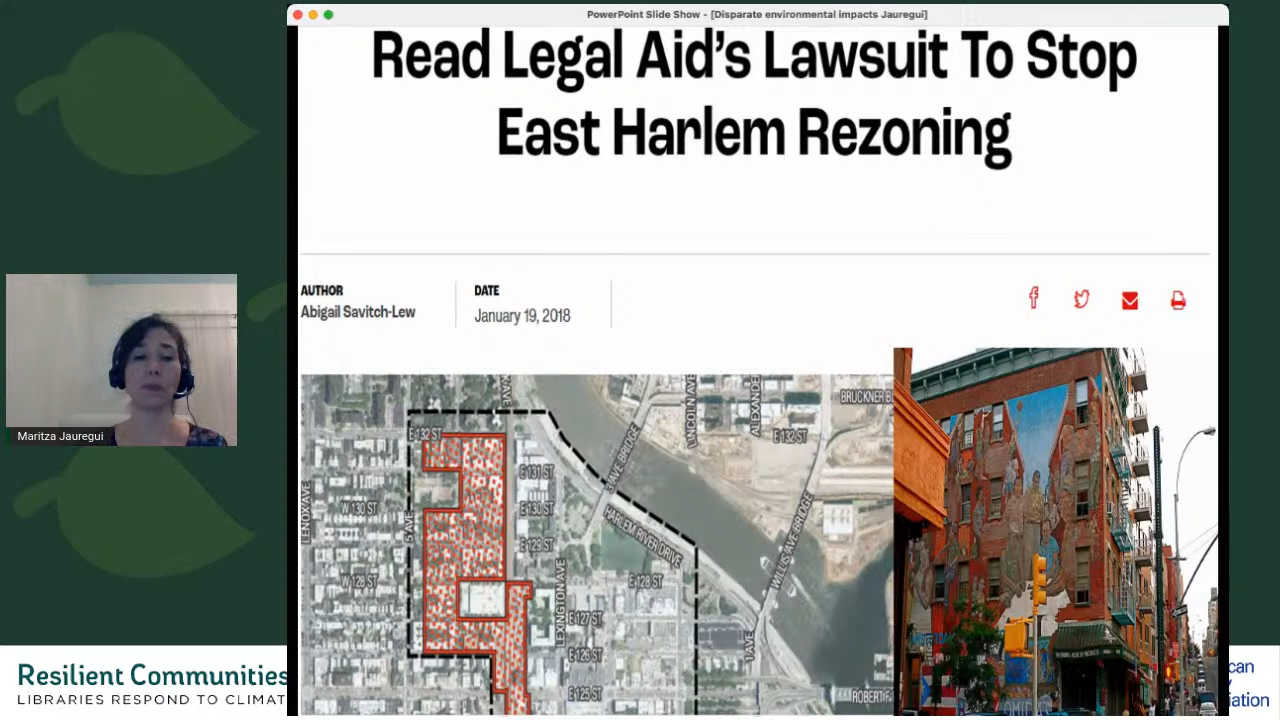 PowerPoint Slide Show - [Disparate environmental impacts Jauregui]
Read Legal Aid's Lawsuit To Stop
East Harlem Rezoning
AUTHOR
Abigail Savitch-Lew
DATE
January 19, 2018
Maritza Jauregui
E 132 ST
LENOX AVE
W 130 ST
W 128 ST
5 AVE
E 131 ST
E 130 ST
E 129 ST
LEXINGTON AVE
3 AVE BRIDGE
HARLEM RIVER DRIVE
E 128 ST
E 127 ST
E 126 ST
E 125 ST
LINCOLN AVE
ALEXANDER
E 132 ST
BRUCKNER B
WILLIS AVE BRIDGE
1 AVE
ROBERT F
Resilient Communities
LIBRARIES RESPOND TO CLIMAT
can
y
iation